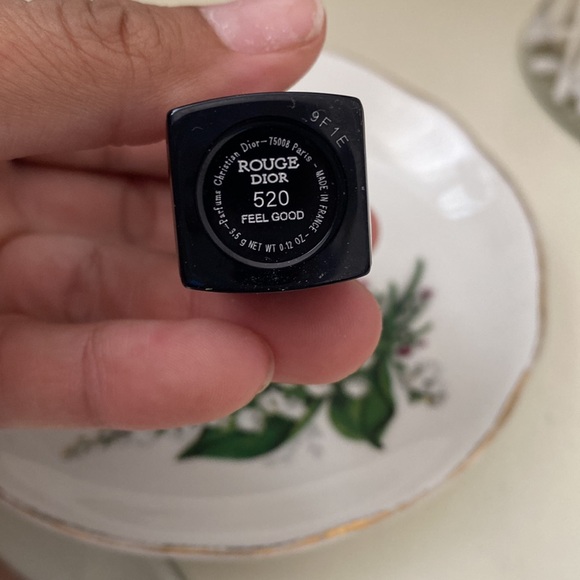 9F1E
Parfums Christian Dior—75008 Paris - MADE IN FRANCE -
ROUGE
DIOR
520
FEEL GOOD
3.5 g NET WT 0.12 OZ -